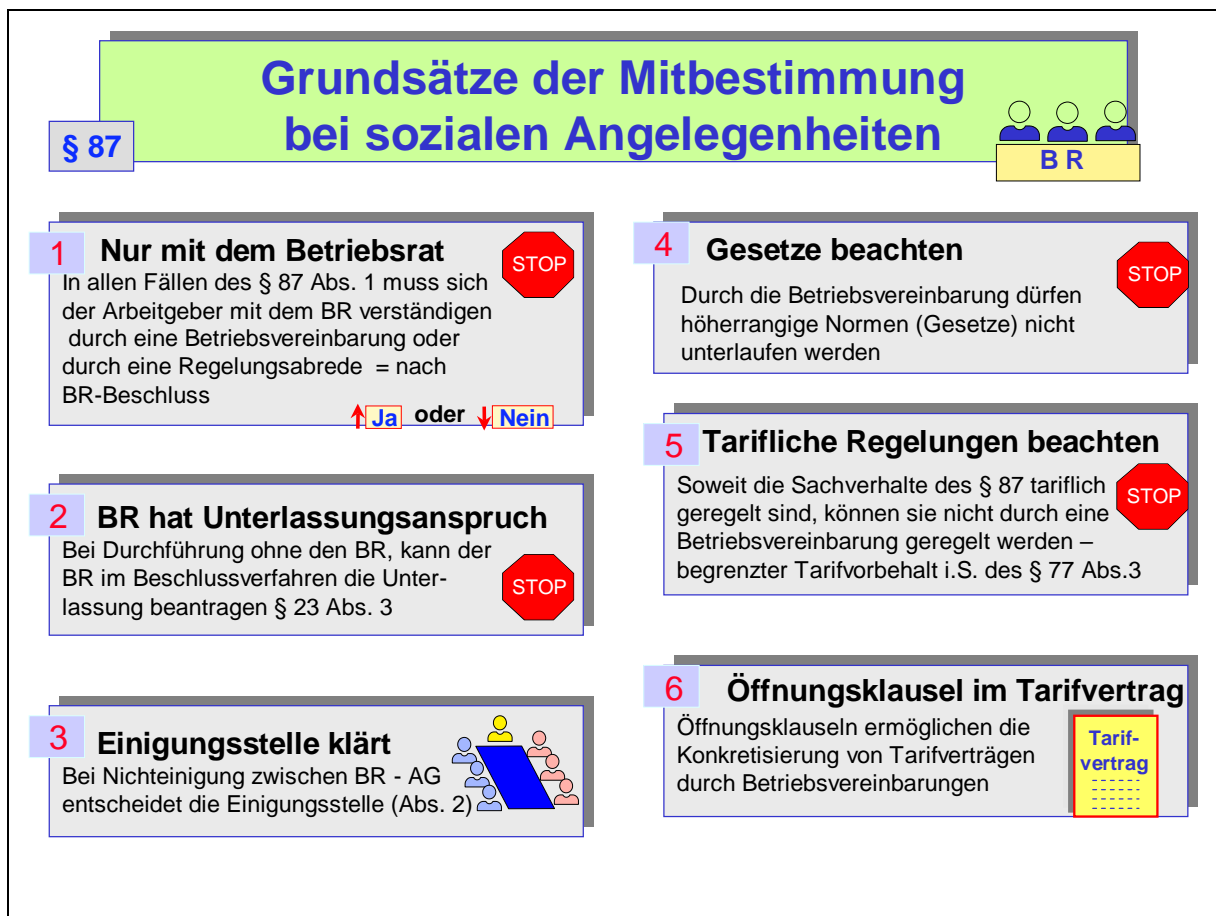 Grundsätze der Mitbestimmung
bei sozialen Angelegenheiten
§ 87
B R
1
Nur mit dem Betriebsrat
STOP
In allen Fällen des § 87 Abs. 1 muss sich
der Arbeitgeber mit dem BR verständigen
durch eine Betriebsvereinbarung oder
durch eine Regelungsabrede = nach
BR-Beschluss
Ja oder Nein
2
BR hat Unterlassungsanspruch
Bei Durchführung ohne den BR, kann der
BR im Beschlussverfahren die Unter-
lassung beantragen § 23 Abs. 3
STOP
3
Einigungsstelle klärt
Bei Nichteinigung zwischen BR - AG
entscheidet die Einigungsstelle (Abs. 2)
4
Gesetze beachten
STOP
Durch die Betriebsvereinbarung dürfen
höherrangige Normen (Gesetze) nicht
unterlaufen werden
5
Tarifliche Regelungen beachten
Soweit die Sachverhalte des § 87 tariflich
geregelt sind, können sie nicht durch eine
Betriebsvereinbarung geregelt werden –
begrenzter Tarifvorbehalt i.S. des § 77 Abs.3
STOP
6
Öffnungsklausel im Tarifvertrag
Öffnungsklauseln ermöglichen die
Konkretisierung von Tarifverträgen
durch Betriebsvereinbarungen
Tarif-
vertrag